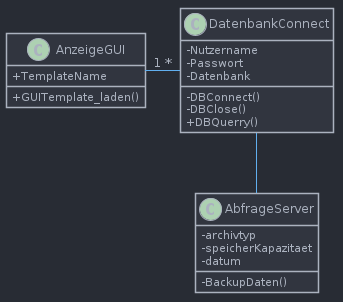 C AnzeigeGUI
+TemplateName
+GUITemplate_laden()
1 *
C DatenbankConnect
-Nutzername
-Passwort
-Datenbank
-DBConnect()
-DBClose()
+DBQuerry()
C AbfrageServer
-archivtyp
-speicherKapazitaet
-datum
-BackupDaten()